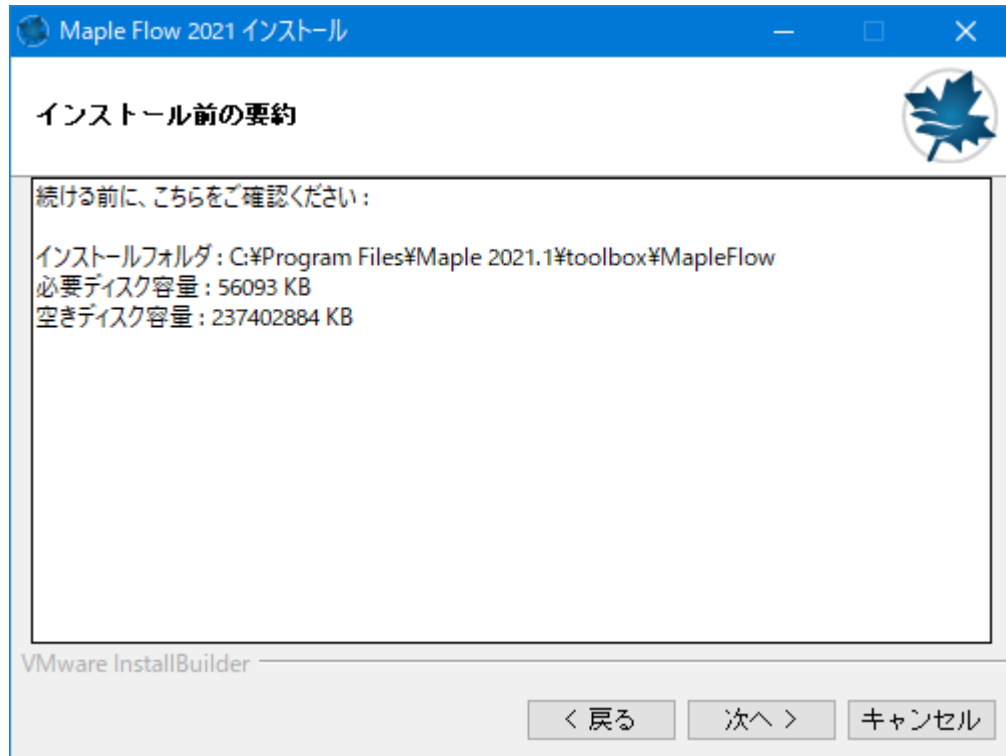 Maple Flow 2021 インストール
インストール前の要約
続ける前に、こちらをご確認ください :
インストールフォルダ : C:¥Program Files¥Maple 2021.1¥toolbox¥MapleFlow
必要ディスク容量 : 56093 KB
空きディスク容量 : 237402884 KB
VMware InstallBuilder
< 戻る 次へ > キャンセル